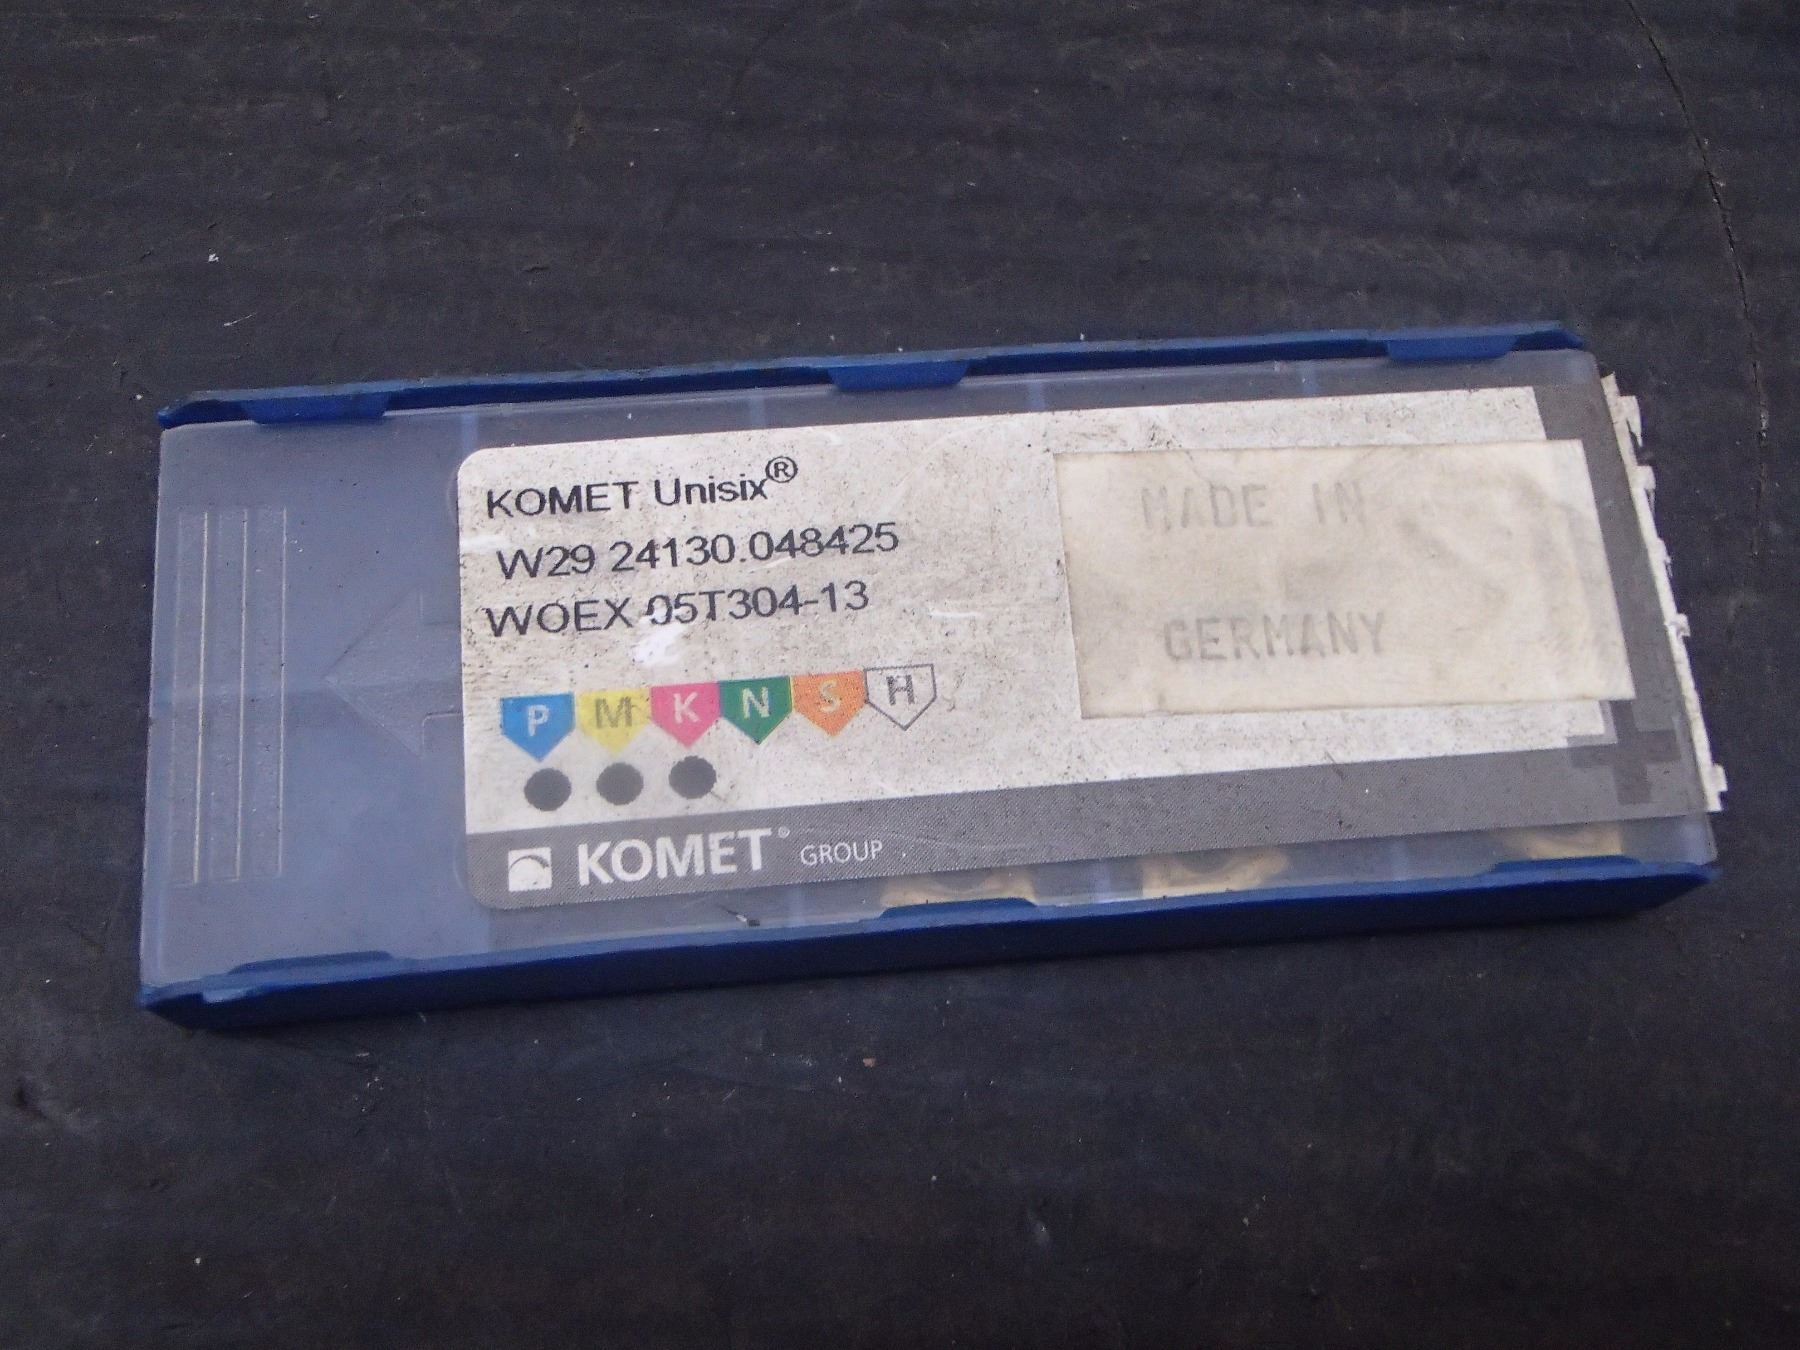 KOMET Unisix®
W29 24130.048425
WOEX 05T304-13
MADE IN
GERMANY
P M K N S H
KOMET® GROUP